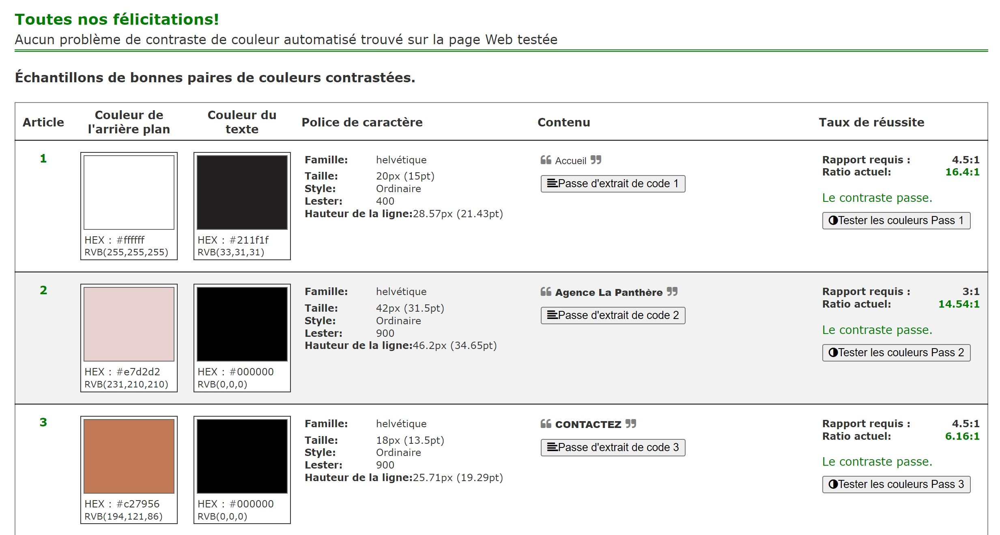 Toutes nos félicitations!
Aucun problème de contraste de couleur automatisé trouvé sur la page Web testée
Échantillons de bonnes paires de couleurs contrastées.
Article
Couleur de
l'arrière plan
Couleur du
texte
Police de caractère
Contenu
Taux de réussite
1
HEX : #ffffff
RVB(255,255,255)
HEX : #211f1f
RVB(33,31,31)
Famille: helvétique
Taille: 20px (15pt)
Style: Ordinaire
Lester: 400
Hauteur de la ligne:28.57px (21.43pt)
❝ Accueil ❞
Passe d'extrait de code 1
Rapport requis : 4.5:1
Ratio actuel: 16.4:1
Le contraste passe.
Tester les couleurs Pass 1
2
HEX : #e7d2d2
RVB(231,210,210)
HEX : #000000
RVB(0,0,0)
Famille: helvétique
Taille: 42px (31.5pt)
Style: Ordinaire
Lester: 900
Hauteur de la ligne:46.2px (34.65pt)
❝ Agence La Panthère ❞
Passe d'extrait de code 2
Rapport requis : 3:1
Ratio actuel: 14.54:1
Le contraste passe.
Tester les couleurs Pass 2
3
HEX : #c27956
RVB(194,121,86)
HEX : #000000
RVB(0,0,0)
Famille: helvétique
Taille: 18px (13.5pt)
Style: Ordinaire
Lester: 900
Hauteur de la ligne:25.71px (19.29pt)
❝ CONTACTEZ ❞
Passe d'extrait de code 3
Rapport requis : 4.5:1
Ratio actuel: 6.16:1
Le contraste passe.
Tester les couleurs Pass 3